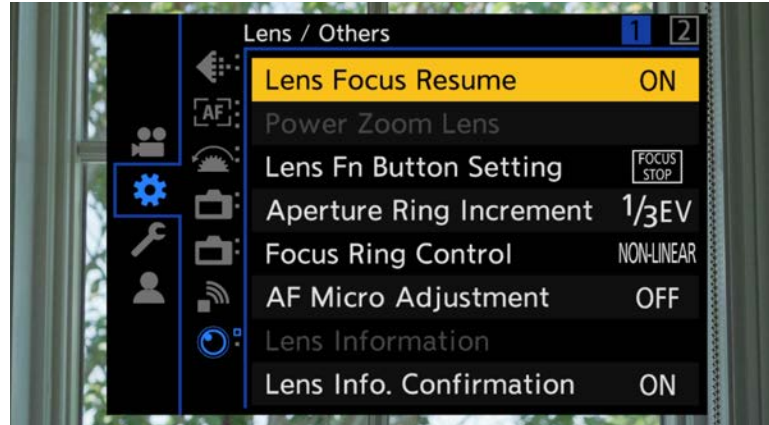 Lens / Others 1 2
AF
Lens Focus Resume ON
Power Zoom Lens
Lens Fn Button Setting FOCUS STOP
Aperture Ring Increment 1/3EV
Focus Ring Control NON-LINEAR
AF Micro Adjustment OFF
Lens Information
Lens Info. Confirmation ON